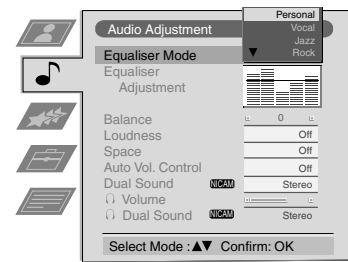 Audio Adjustment
Personal
Vocal
Jazz
▼ Rock
Equaliser Mode
Equaliser
Adjustment
Balance 0
Loudness Off
Space Off
Auto Vol. Control Off
Dual Sound NICAM Stereo
Volume
Dual Sound NICAM Stereo
Select Mode :▲▼ Confirm: OK